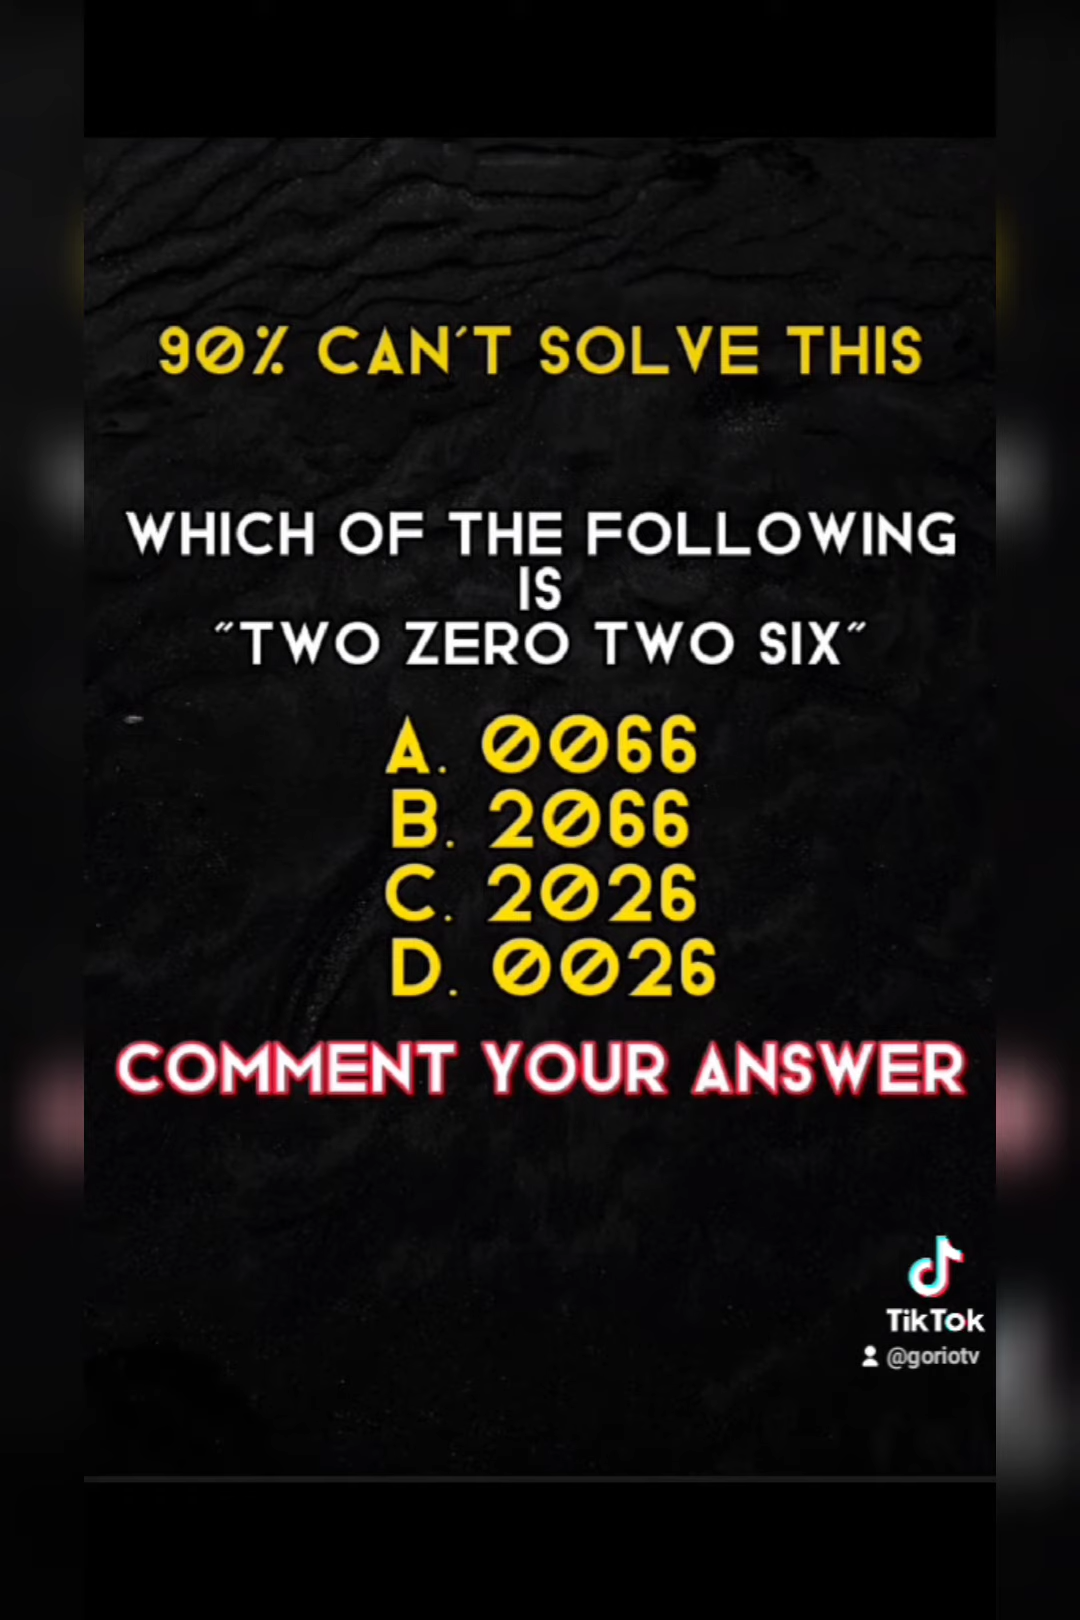 90% CAN'T SOLVE THIS
WHICH OF THE FOLLOWING
IS
"TWO ZERO TWO SIX"
A. 0066
B. 2066
C. 2026
D. 0026
COMMENT YOUR ANSWER
TikTok
@goriotv